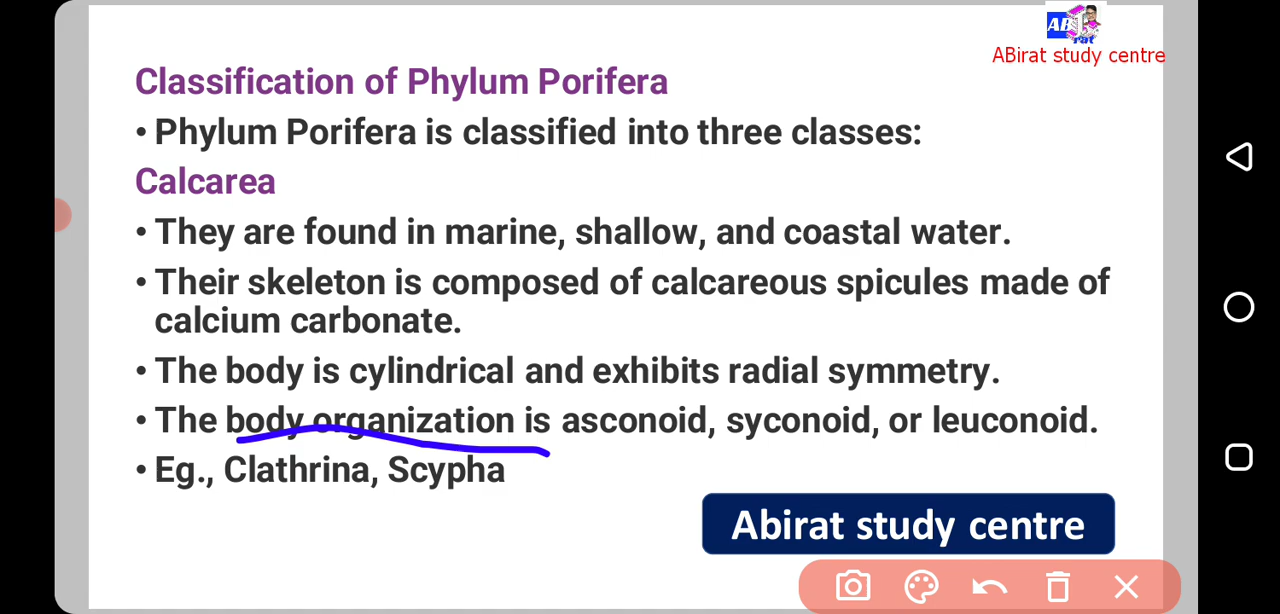 AB
rat
ABirat study centre
Classification of Phylum Porifera
• Phylum Porifera is classified into three classes:
Calcarea
• They are found in marine, shallow, and coastal water.
• Their skeleton is composed of calcareous spicules made of
calcium carbonate.
• The body is cylindrical and exhibits radial symmetry.
• The body organization is asconoid, syconoid, or leuconoid.
• Eg., Clathrina, Scypha
Abirat study centre